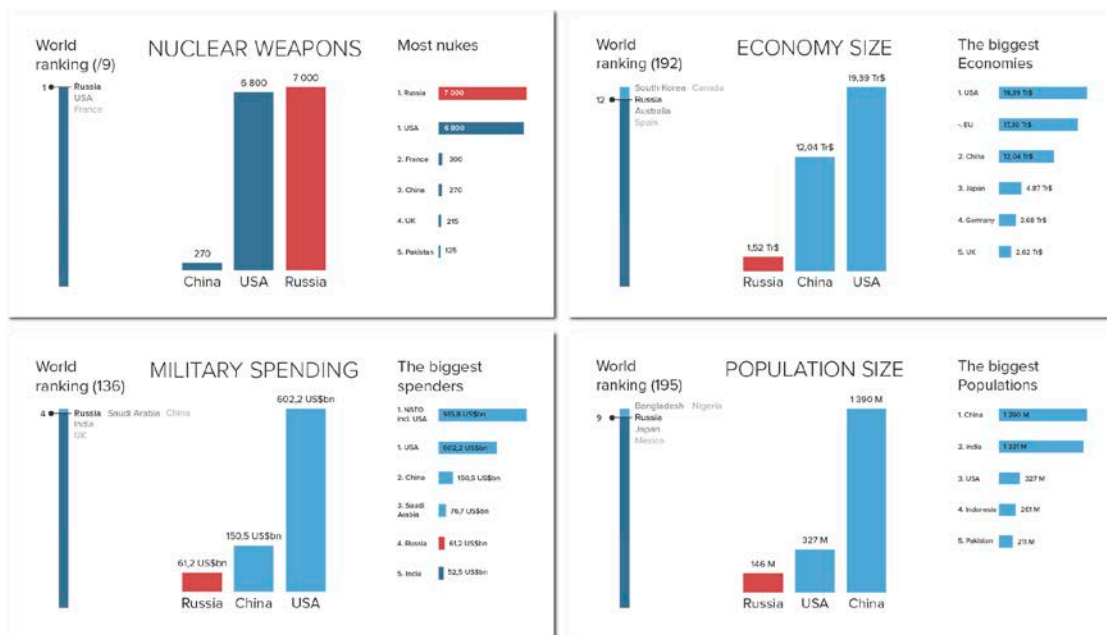 World
ranking (/9)
NUCLEAR WEAPONS
Most nukes
1
Russia
USA
France
270
6 800
7 000
China
USA
Russia
1. Russia
7 000
1. USA
6 800
2. France
300
3. China
270
4. UK
215
5. Pakistan
125
World
ranking (192)
ECONOMY SIZE
The biggest
Economies
12
South Korea Canada
Russia
Australia
Spain
1,52 Tr$
12,04 Tr$
19,39 Tr$
Russia
China
USA
1. USA
19,39 Tr$
-. EU
17,30 Tr$
2. China
12,04 Tr$
3. Japan
4.87 Tr$
4. Germany
3.68 Tr$
5. UK
2.62 Tr$
World
ranking (136)
MILITARY SPENDING
The biggest
spenders
4
Russia Saudi Arabia China
India
UK
61,2 US$bn
150,5 US$bn
602,2 US$bn
Russia
China
USA
1. NATO
incl. USA
915,8 US$bn
1. USA
602,2 US$bn
2. China
150,5 US$bn
3. Saudi
Arabia
76,7 US$bn
4. Russia
61,2 US$bn
5. India
52,5 US$bn
World
ranking (195)
POPULATION SIZE
The biggest
Populations
9
Bangladesh Nigeria
Russia
Japan
Mexico
146 M
327 M
1 390 M
Russia
USA
China
1. China
1 390 M
2. India
3. USA
327 M
4. Indonesia
261 M
5. Pakistan
211 M